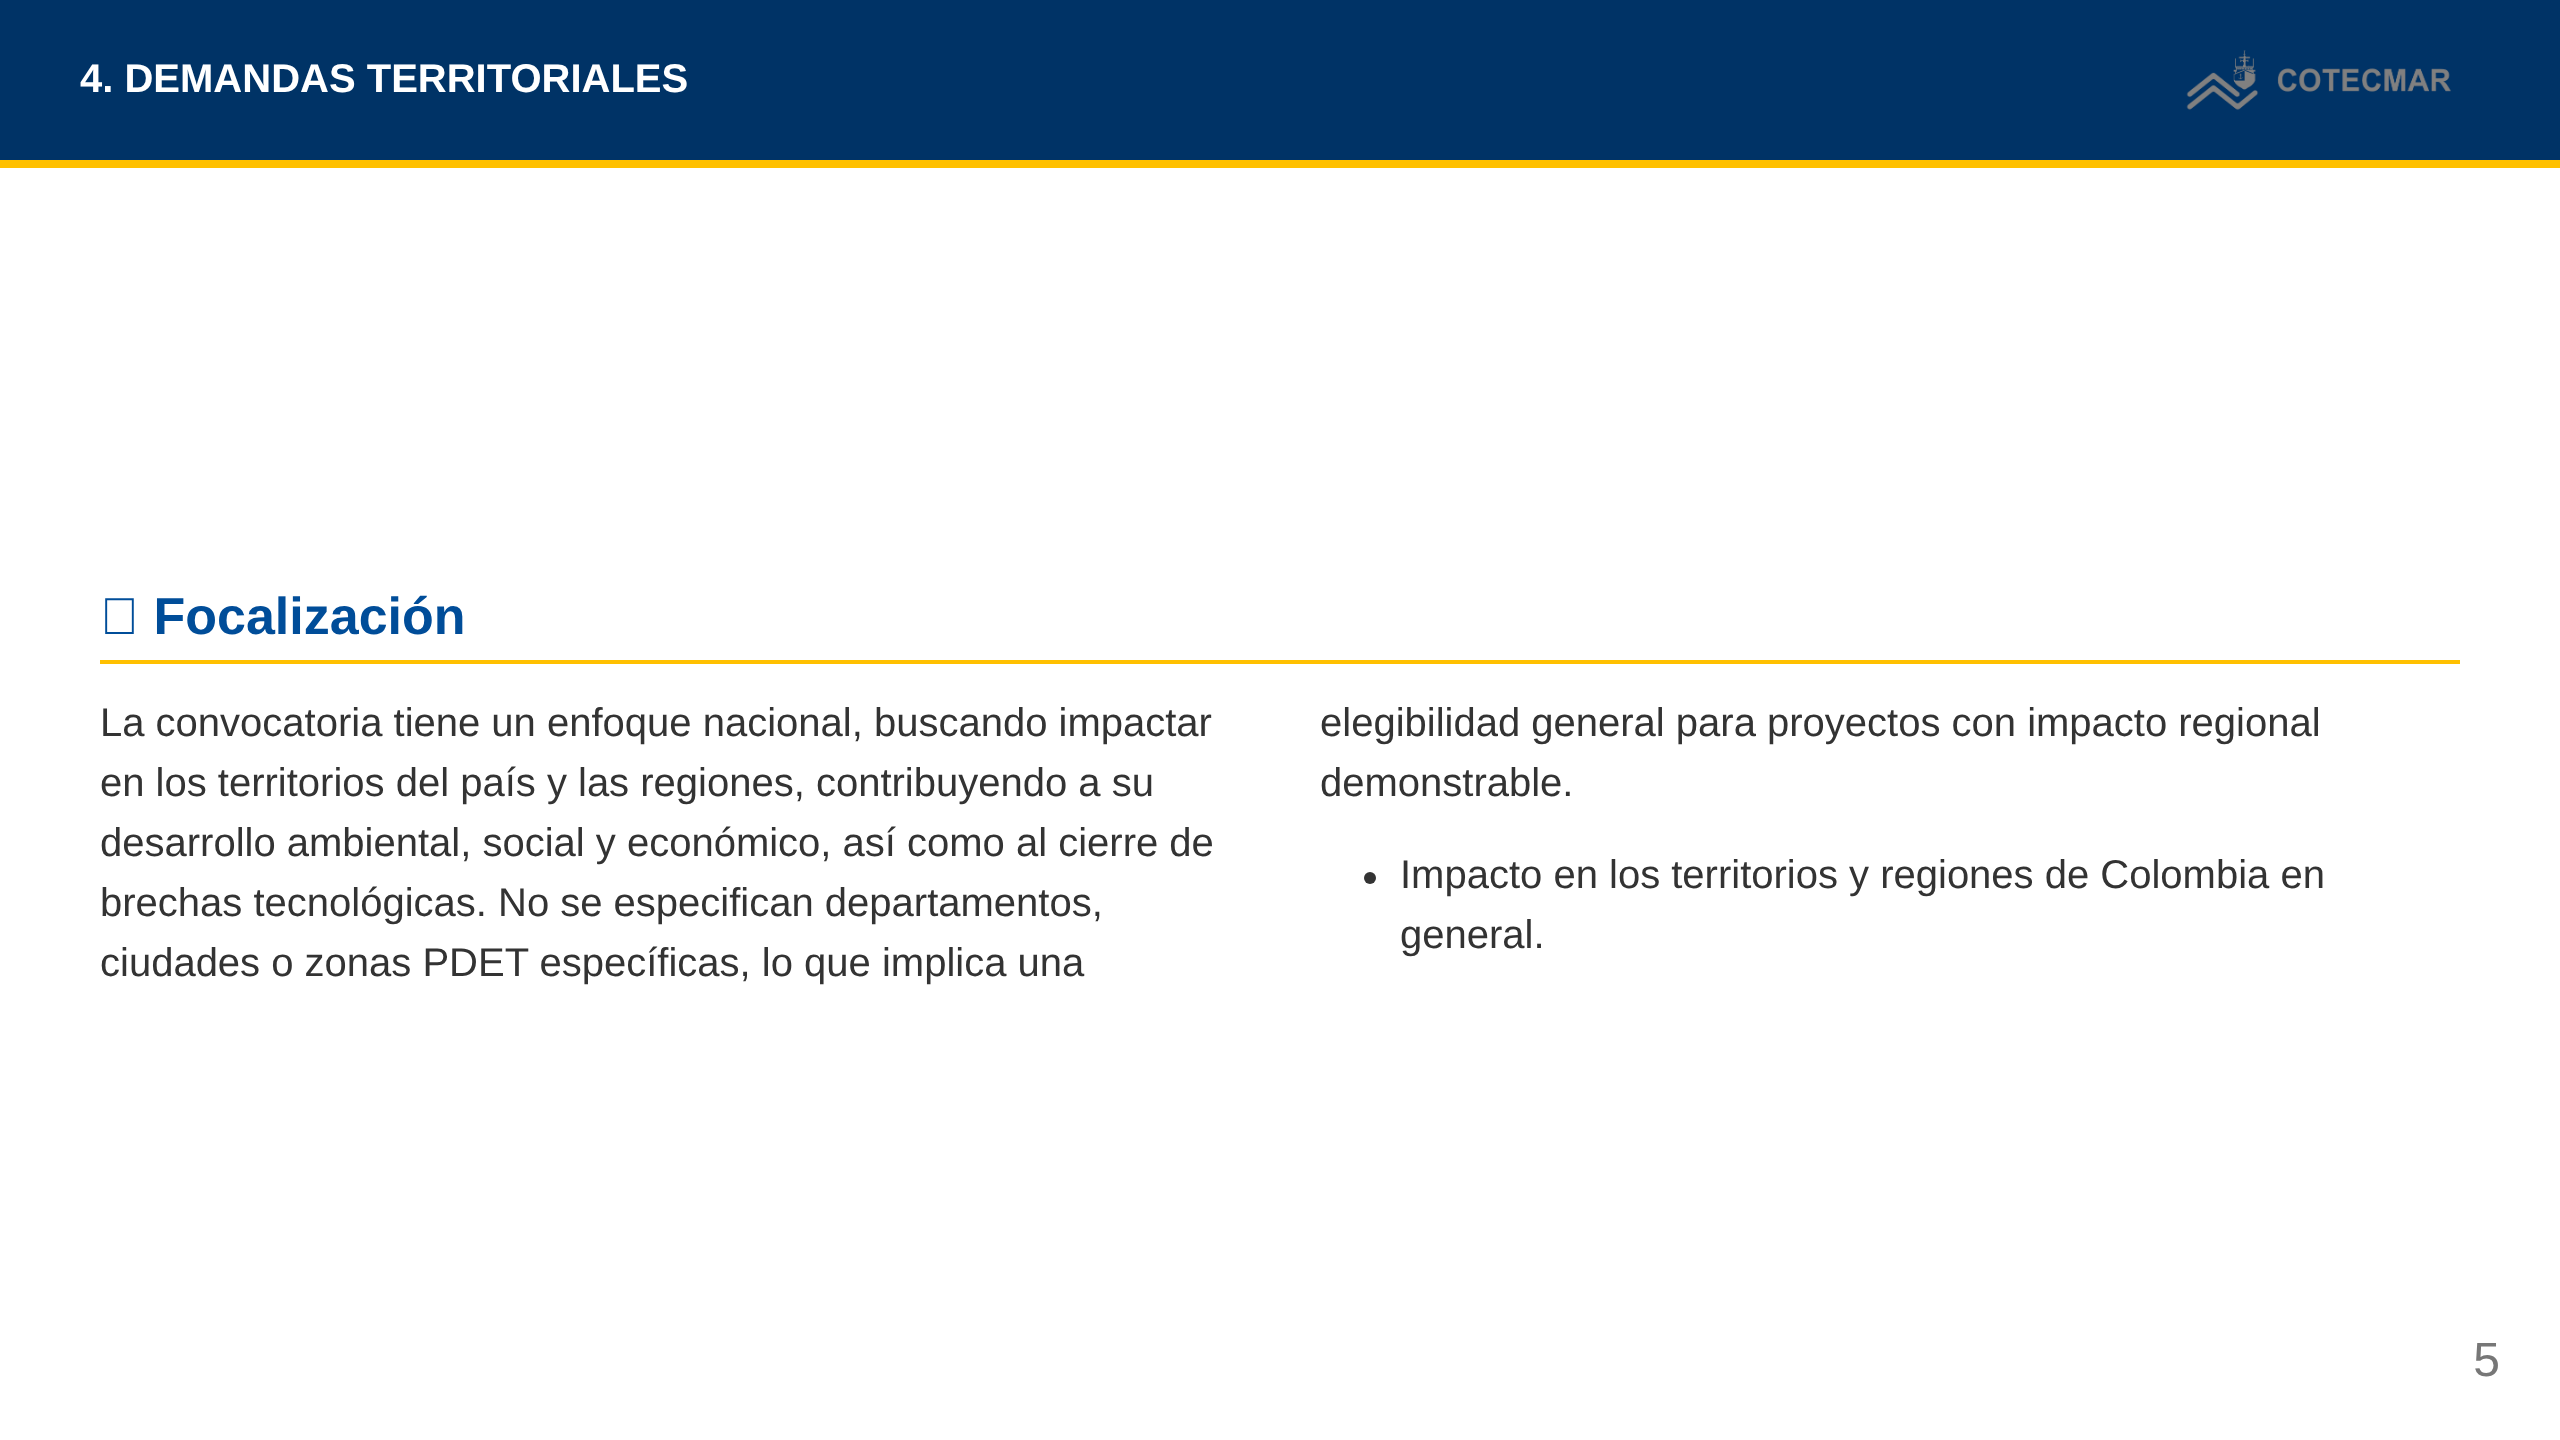 4. DEMANDAS TERRITORIALES
COTECMAR
Focalización
La convocatoria tiene un enfoque nacional, buscando impactar
en los territorios del país y las regiones, contribuyendo a su
desarrollo ambiental, social y económico, así como al cierre de
brechas tecnológicas. No se especifican departamentos,
ciudades o zonas PDET específicas, lo que implica una
elegibilidad general para proyectos con impacto regional
demonstrable.
• Impacto en los territorios y regiones de Colombia en
general.
5